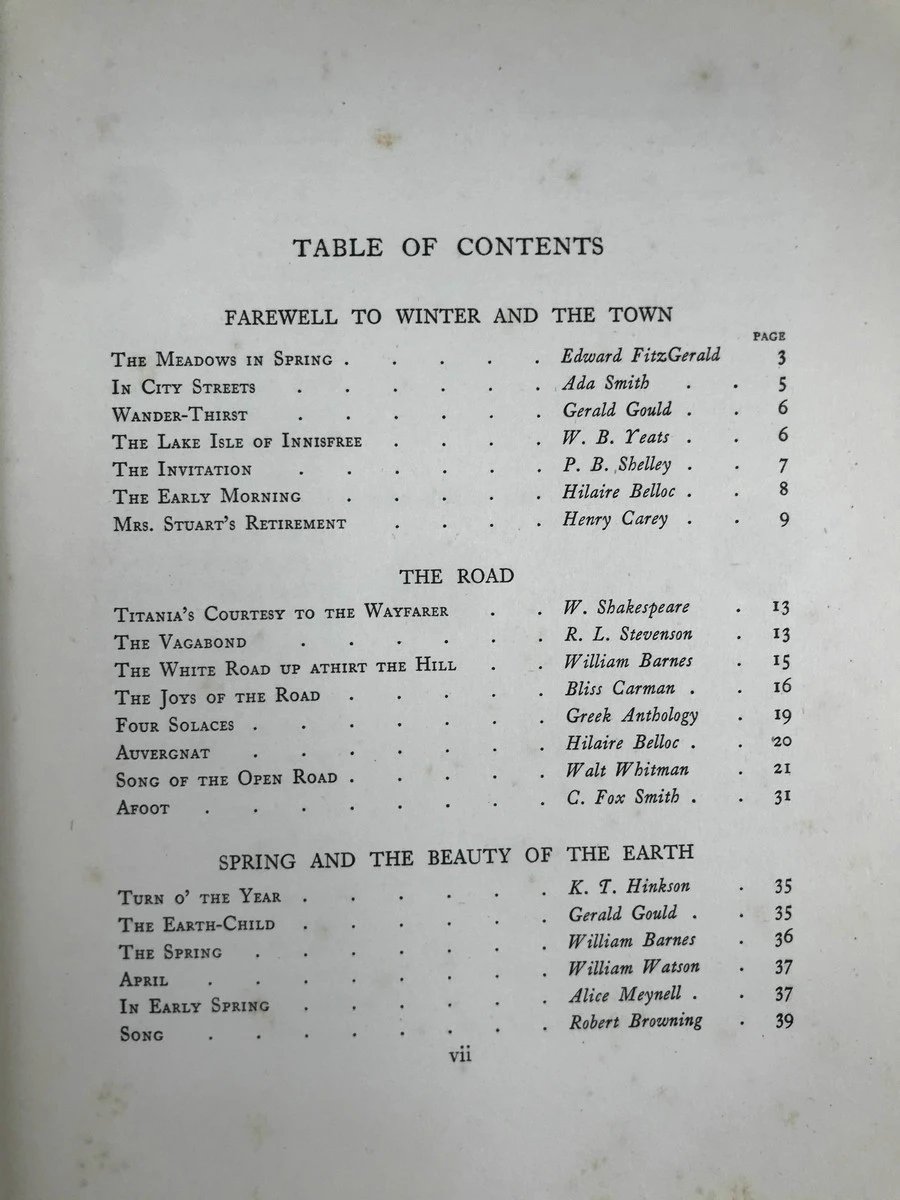 TABLE OF CONTENTS
FAREWELL TO WINTER AND THE TOWN
PAGE
The Meadows in Spring . . . . . Edward FitzGerald 3
In City Streets . . . . . . Ada Smith . . 5
Wander-Thirst . . . . . . Gerald Gould . . 6
The Lake Isle of Innisfree . . . . W. B. Yeats . . 6
The Invitation . . . . . . P. B. Shelley . . 7
The Early Morning . . . . . Hilaire Belloc . . 8
Mrs. Stuart's Retirement . . . . Henry Carey . . 9
THE ROAD
Titania's Courtesy to the Wayfarer . . W. Shakespeare . 13
The Vagabond . . . . . . R. L. Stevenson . 13
The White Road up athirt the Hill . . William Barnes . 15
The Joys of the Road . . . . . Bliss Carman . . 16
Four Solaces . . . . . . . Greek Anthology . 19
Auvergnat . . . . . . . Hilaire Belloc . . 20
Song of the Open Road . . . . . Walt Whitman . 21
Afoot . . . . . . . . C. Fox Smith . . 31
SPRING AND THE BEAUTY OF THE EARTH
Turn o' the Year . . . . . . K. T. Hinkson . 35
The Earth-Child . . . . . . Gerald Gould . . 35
The Spring . . . . . . . William Barnes . 36
April . . . . . . . . William Watson . 37
In Early Spring . . . . . . Alice Meynell . . 37
Song . . . . . . . . Robert Browning . 39
vii